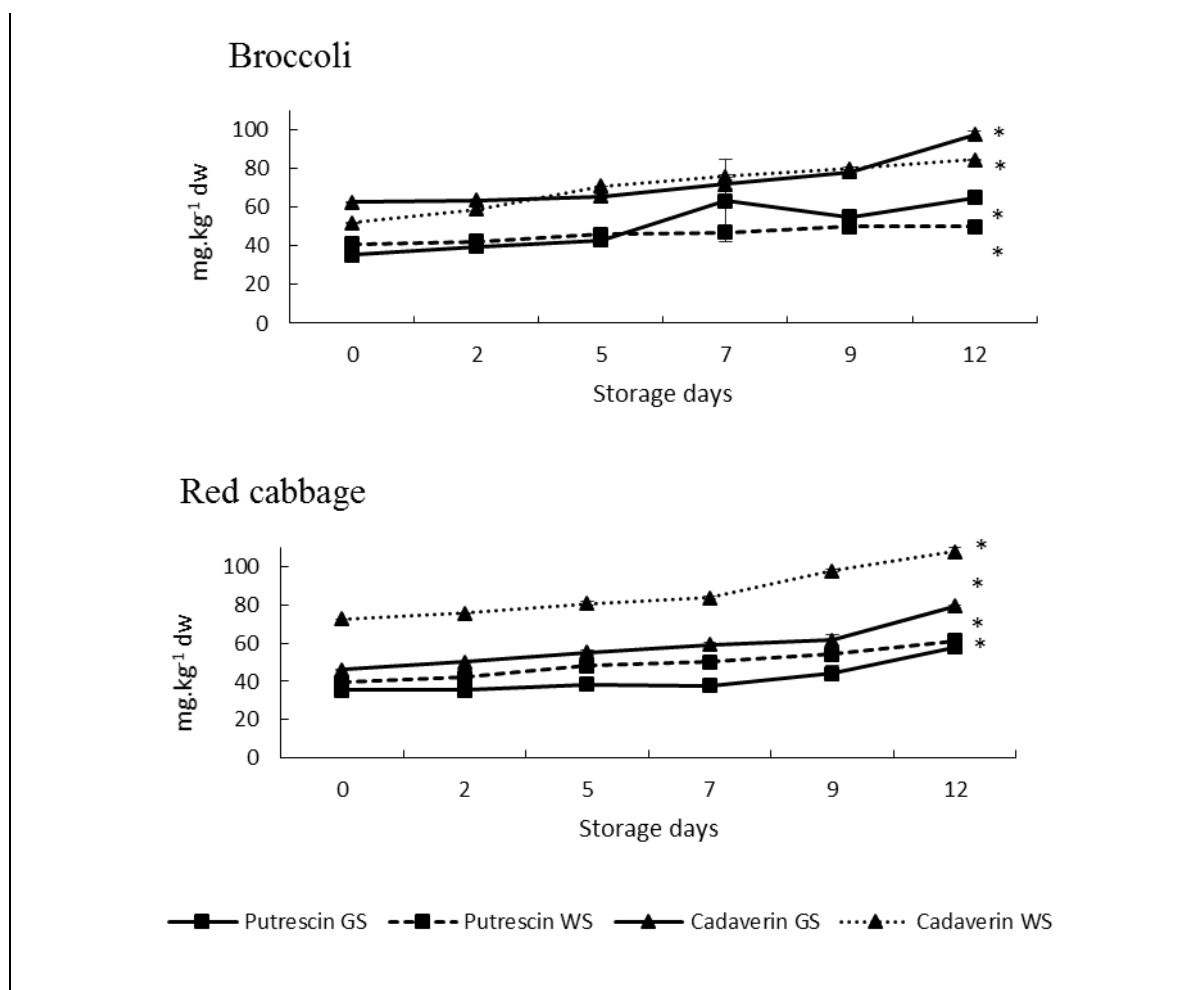 Broccoli
100
80
60
40
20
0
mg.kg⁻¹ dw
*
*
*
*
0 2 5 7 9 12
Storage days
Red cabbage
100
80
60
40
20
0
mg.kg⁻¹ dw
*
*
*
*
0 2 5 7 9 12
Storage days
Putrescin GS Putrescin WS Cadaverin GS Cadaverin WS